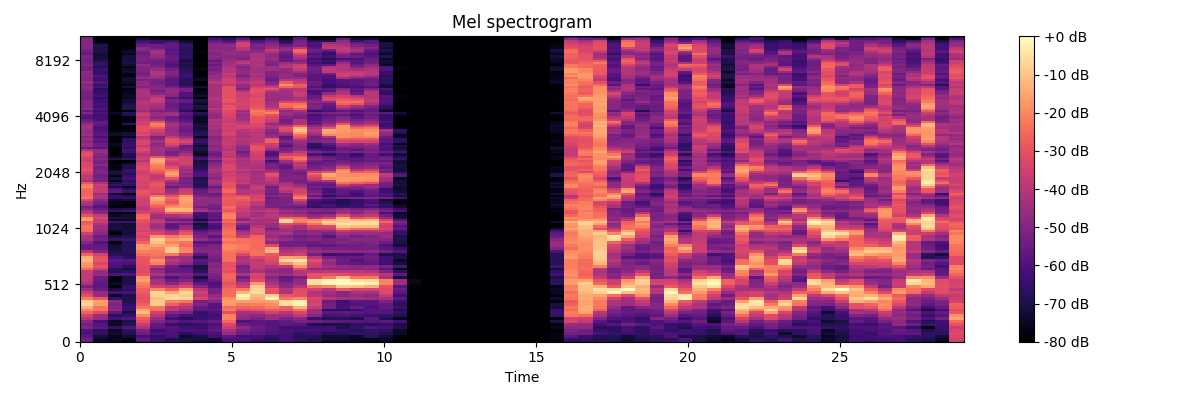 Mel spectrogram
Hz
8192
4096
2048
1024
512
0
0 5 10 15 20 25
Time
+0 dB
-10 dB
-20 dB
-30 dB
-40 dB
-50 dB
-60 dB
-70 dB
-80 dB